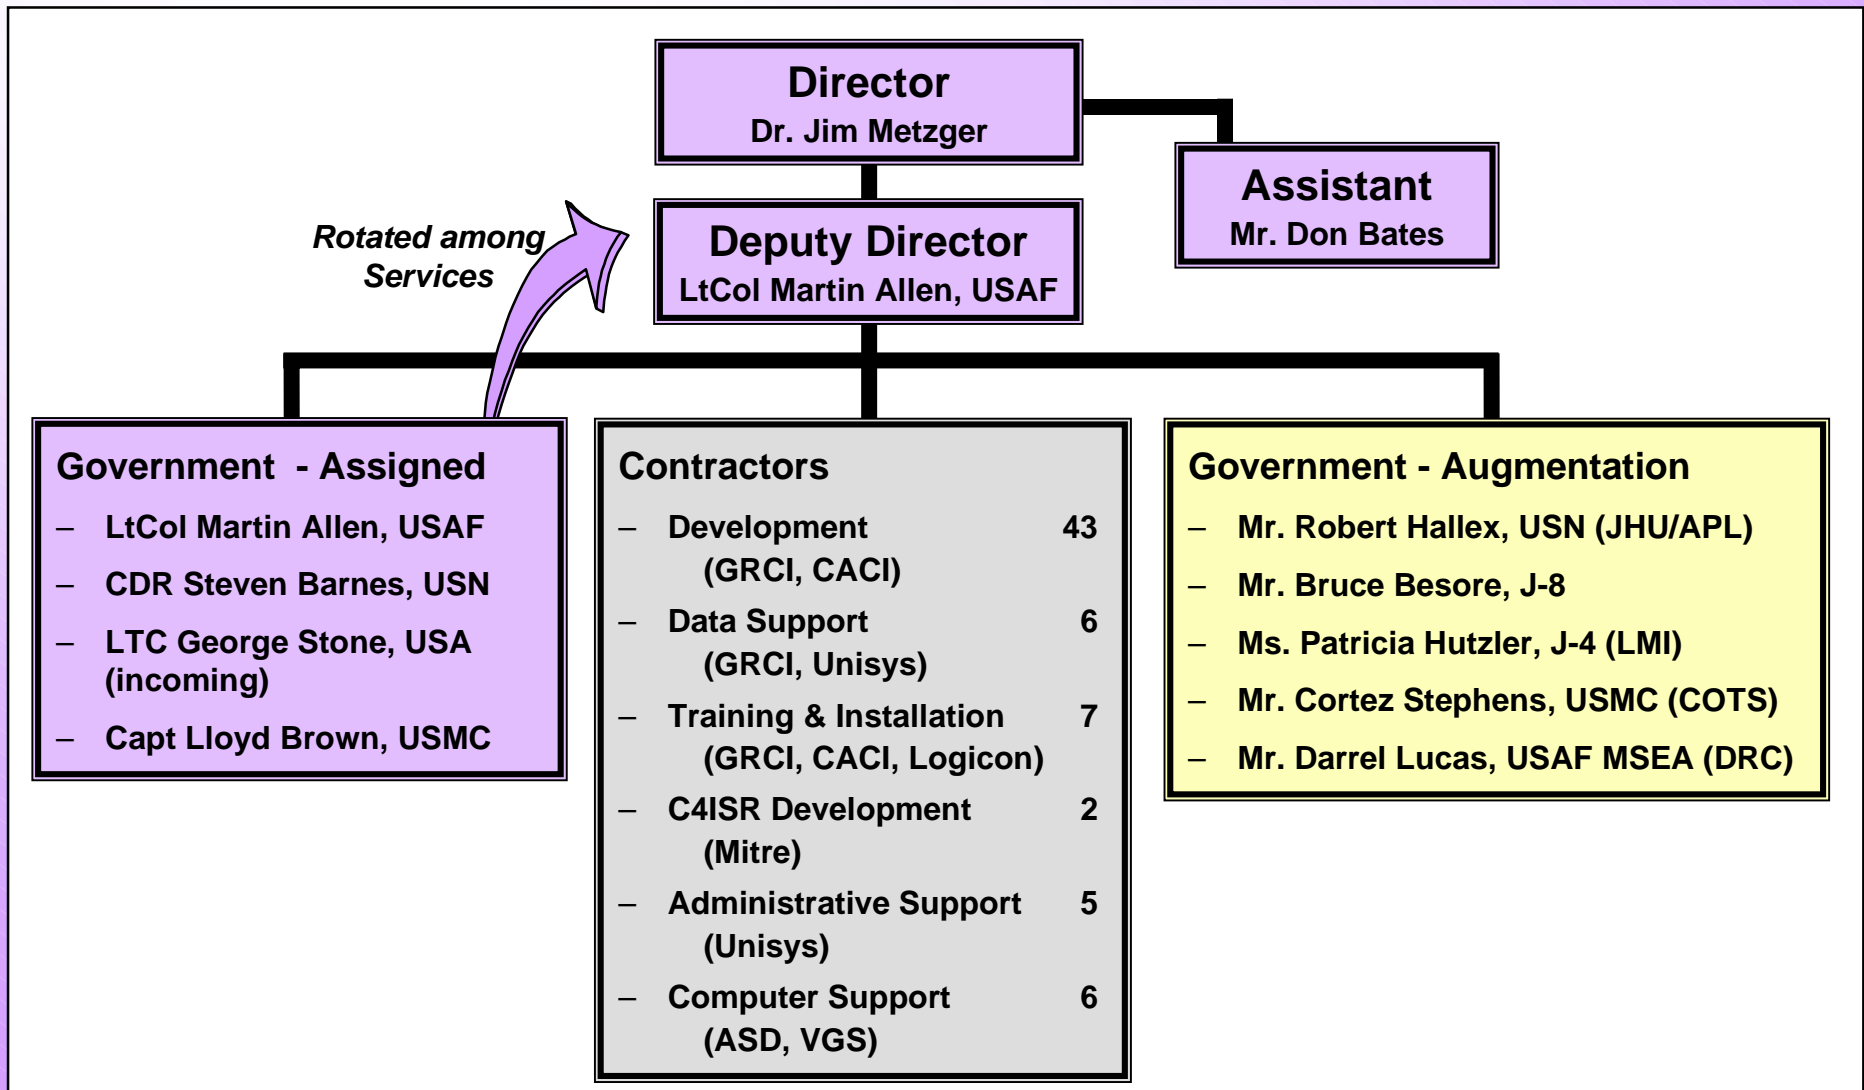 Director
Dr. Jim Metzger
Assistant
Mr. Don Bates
Rotated among
Services
Deputy Director
LtCol Martin Allen, USAF
Government - Assigned
– LtCol Martin Allen, USAF
– CDR Steven Barnes, USN
– LTC George Stone, USA
(incoming)
– Capt Lloyd Brown, USMC
Contractors
– Development 43
(GRCI, CACI)
– Data Support 6
(GRCI, Unisys)
– Training & Installation 7
(GRCI, CACI, Logicon)
– C4ISR Development 2
(Mitre)
– Administrative Support 5
(Unisys)
– Computer Support 6
(ASD, VGS)
Government - Augmentation
– Mr. Robert Hallex, USN (JHU/APL)
– Mr. Bruce Besore, J-8
– Ms. Patricia Hutzler, J-4 (LMI)
– Mr. Cortez Stephens, USMC (COTS)
– Mr. Darrel Lucas, USAF MSEA (DRC)